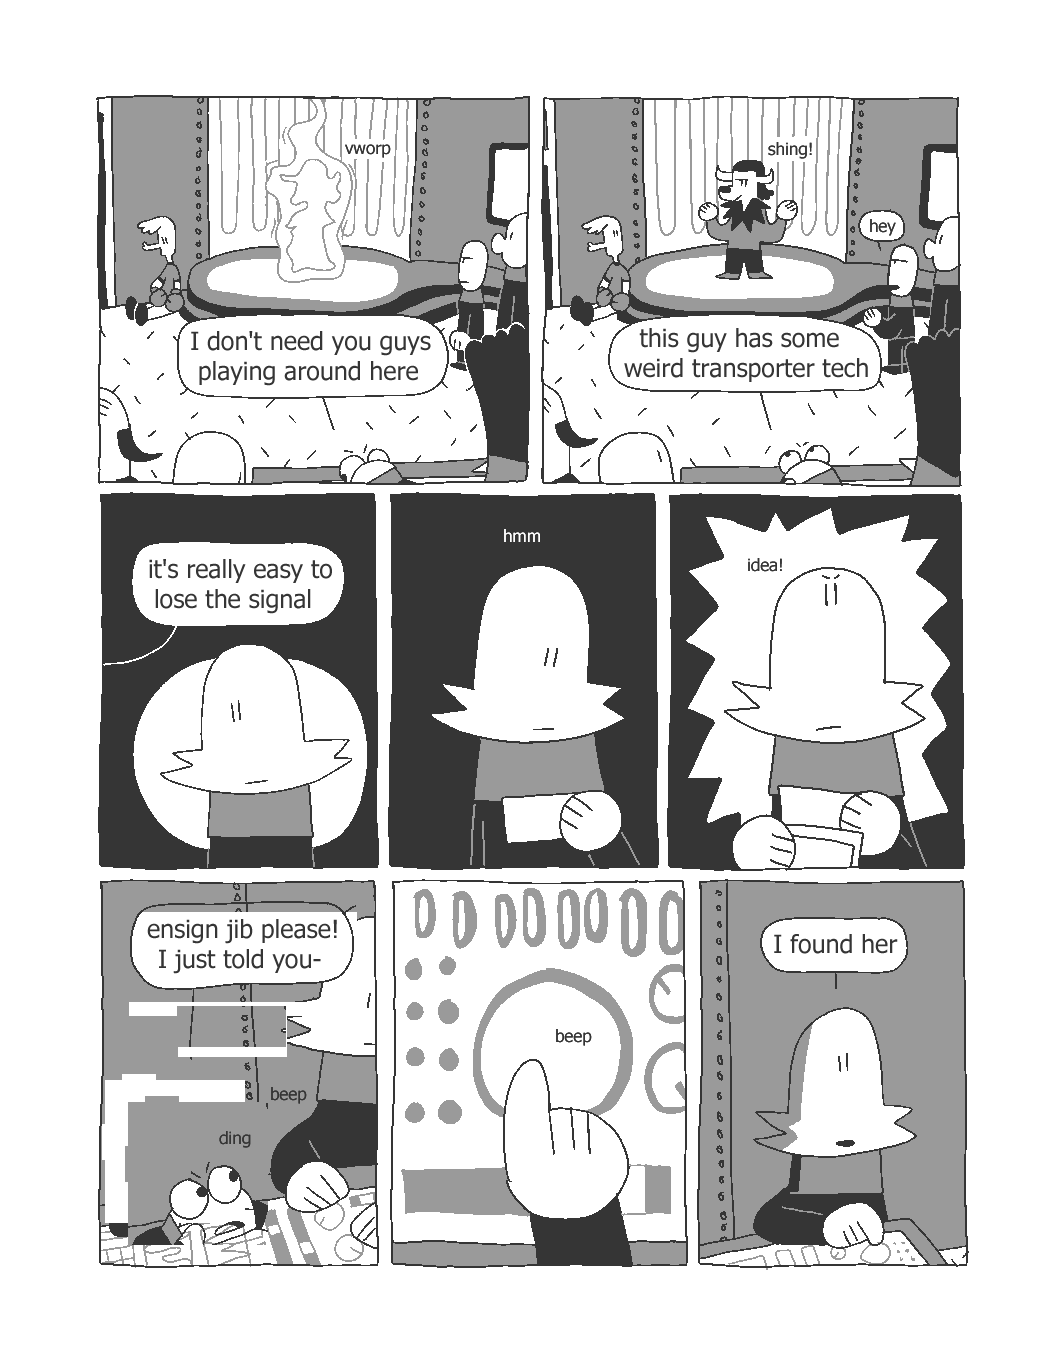 vworp
I don't need you guys
playing around here
shing!
hey
this guy has some
weird transporter tech
it's really easy to
lose the signal
hmm
idea!
ensign jib please!
I just told you-
beep
ding
beep
I found her